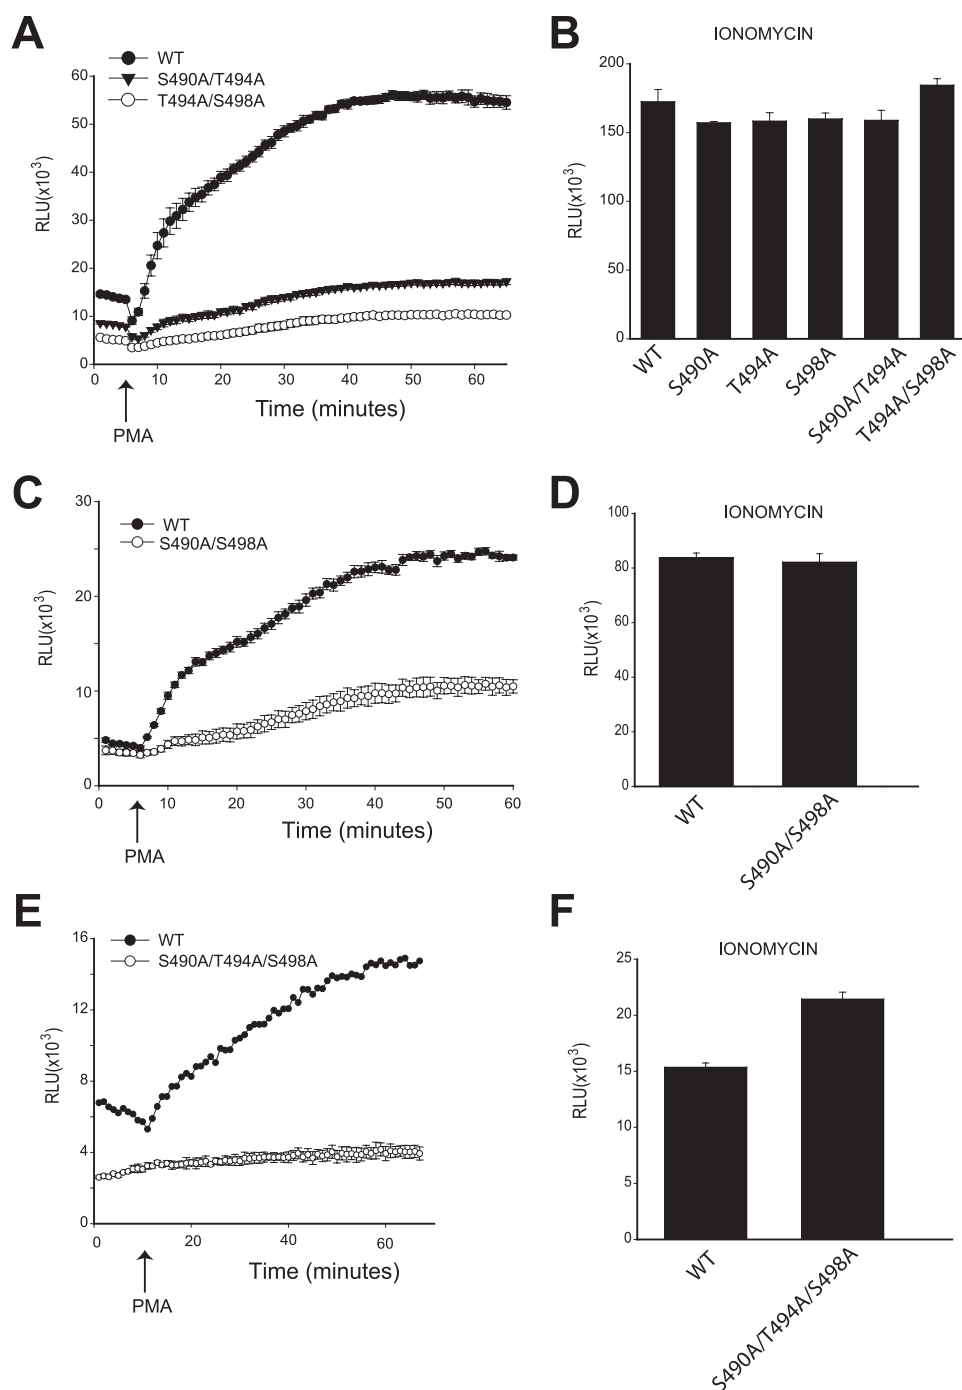 A
WT
S490A/T494A
T494A/S498A
RLU(x10³)
60
50
40
30
20
10
0
0 10 20 30 40 50 60
Time (minutes)
PMA
B
IONOMYCIN
RLU(x10³)
200
150
100
50
0
WT
S490A
T494A
S498A
S490A/T494A
T494A/S498A
C
WT
S490A/S498A
RLU(x10³)
30
20
10
0
0 10 20 30 40 50 60
Time (minutes)
PMA
D
IONOMYCIN
RLU(x10³)
100
80
60
40
20
0
WT
S490A/S498A
E
WT
S490A/T494A/S498A
RLU(x10³)
16
12
8
4
0
0 20 40 60
Time (minutes)
PMA
F
IONOMYCIN
RLU(x10³)
25
20
15
10
5
0
WT
S490A/T494A/S498A